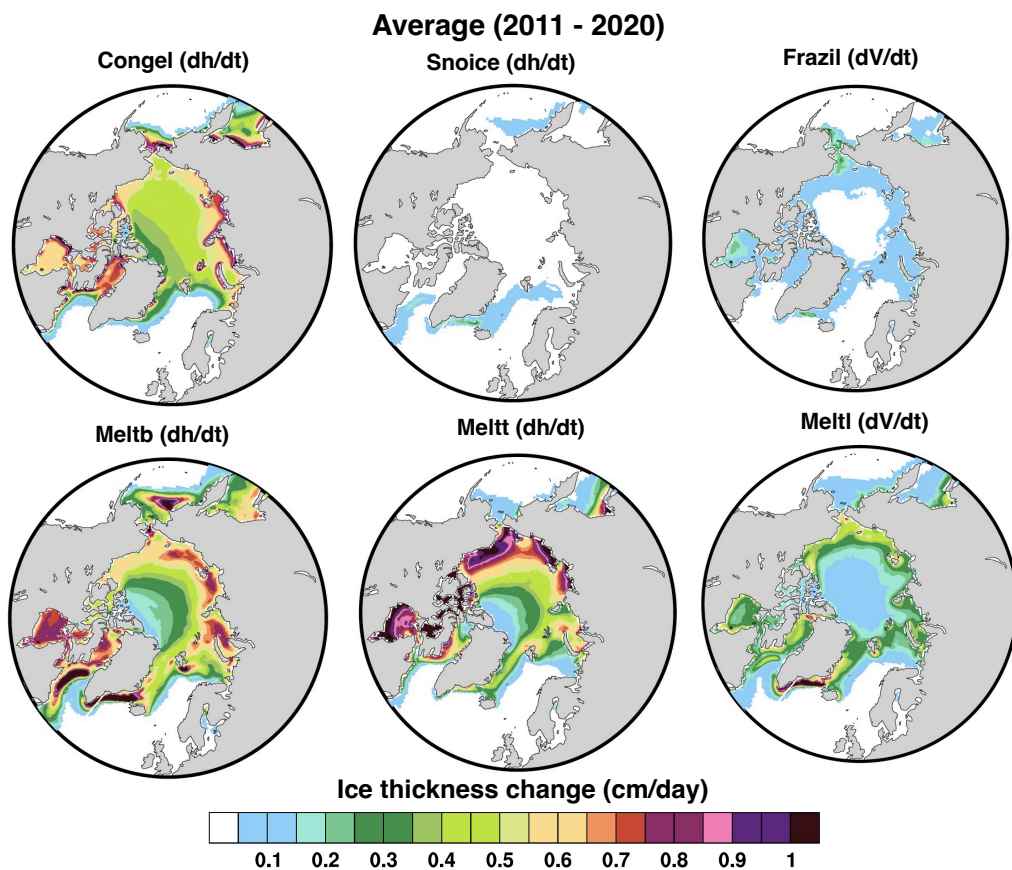 Average (2011 - 2020)
Congel (dh/dt)
Snoice (dh/dt)
Frazil (dV/dt)
Meltb (dh/dt)
Meltt (dh/dt)
Meltl (dV/dt)
Ice thickness change (cm/day)
0.1 0.2 0.3 0.4 0.5 0.6 0.7 0.8 0.9 1